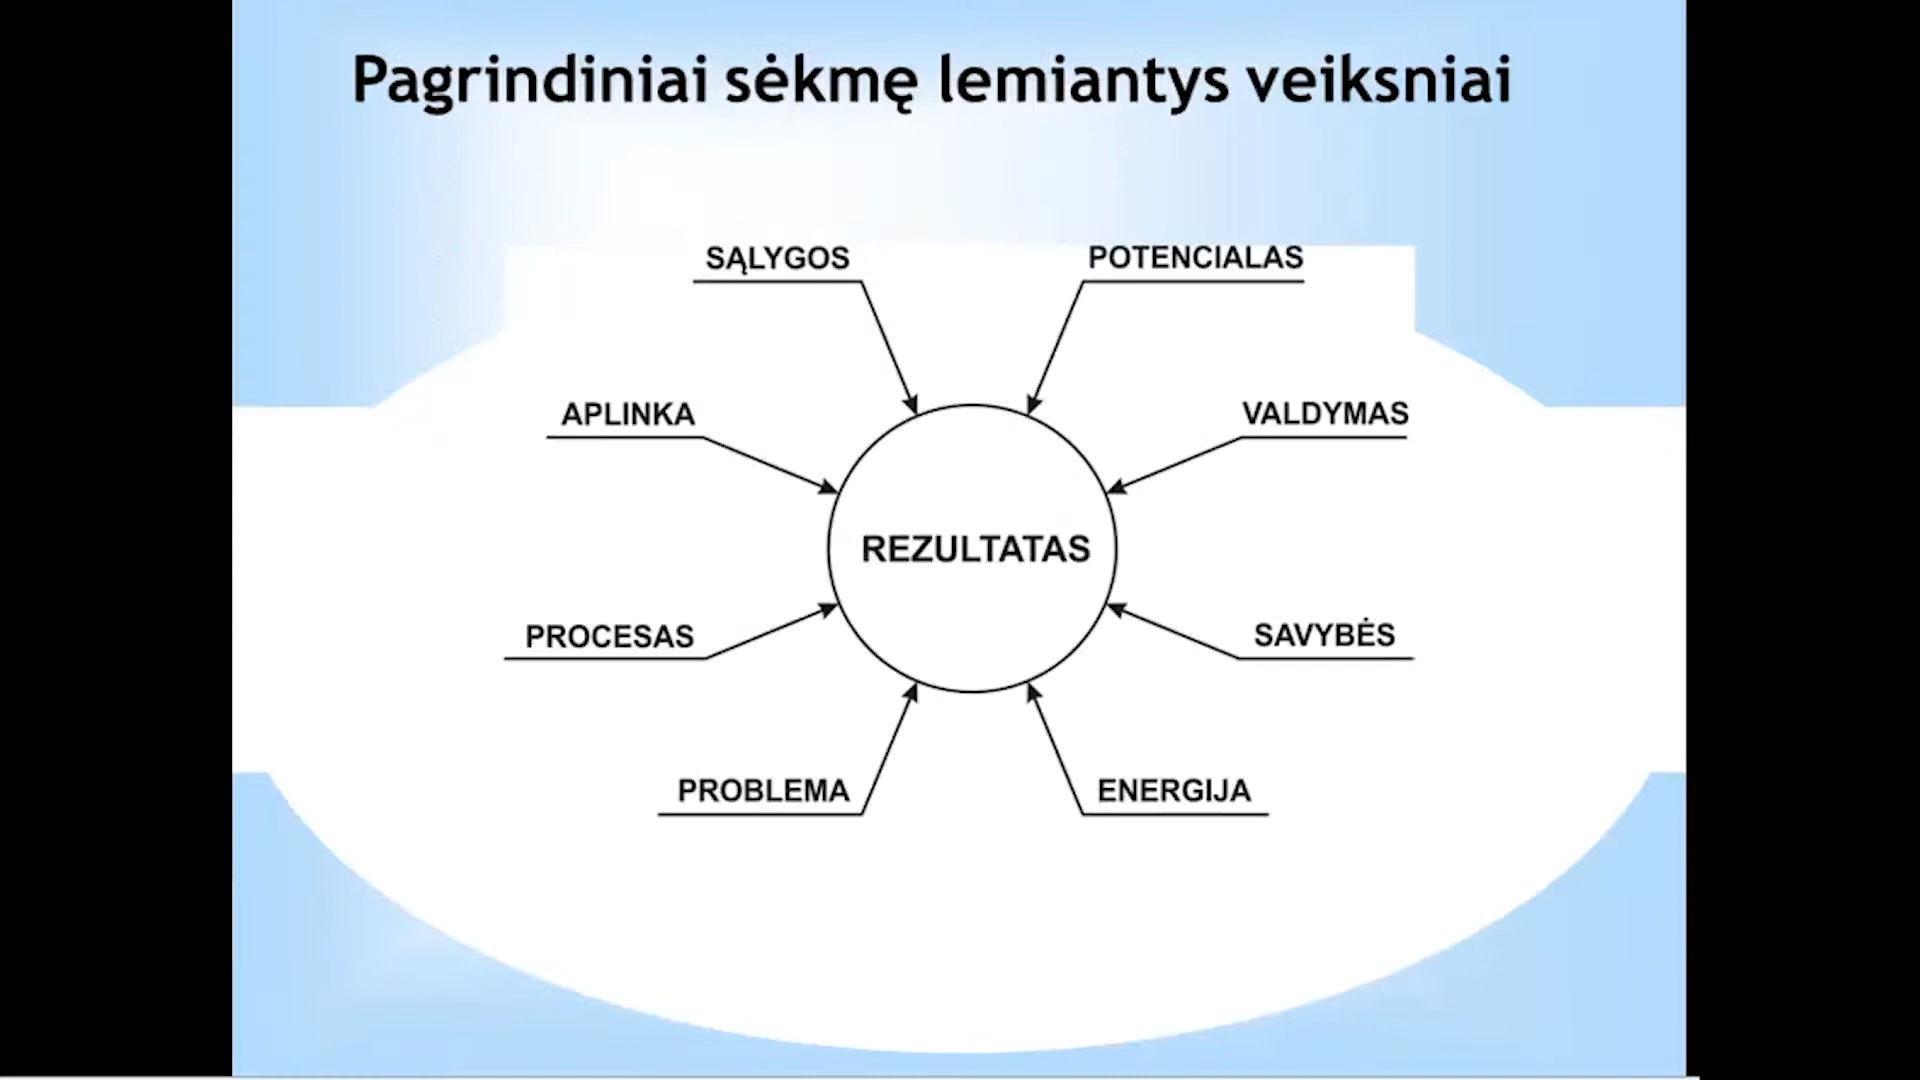 Pagrindiniai sėkmę lemiantys veiksniai
SĄLYGOS
POTENCIALAS
APLINKA
VALDYMAS
REZULTATAS
PROCESAS
SAVYBĖS
PROBLEMA
ENERGIJA